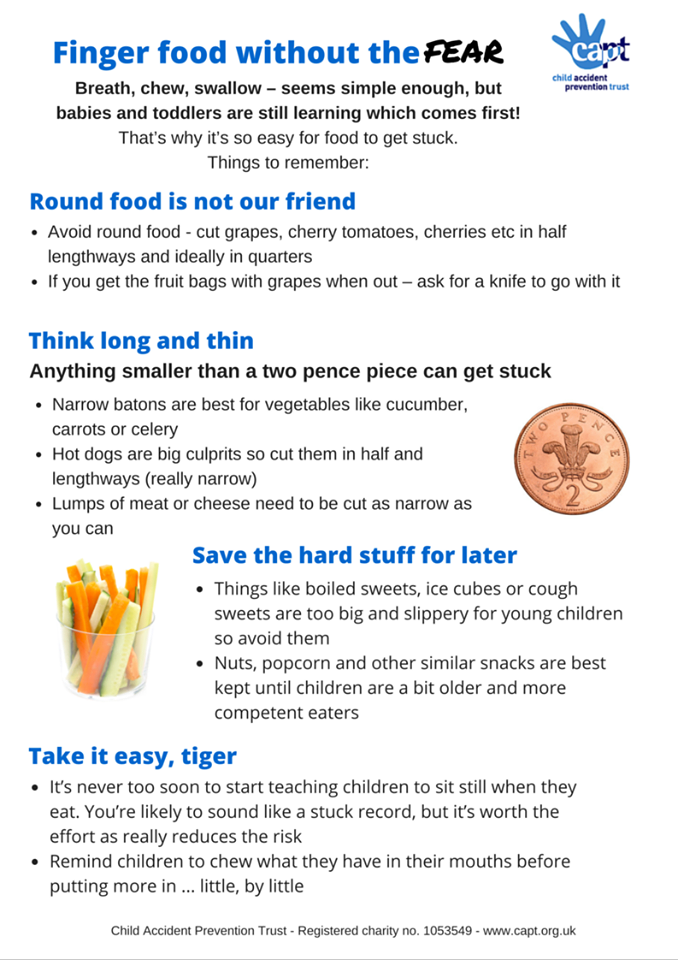 Finger food without the FEAR
capt
child accident
prevention trust
Breath, chew, swallow – seems simple enough, but
babies and toddlers are still learning which comes first!
That's why it's so easy for food to get stuck.
Things to remember:
Round food is not our friend
• Avoid round food - cut grapes, cherry tomatoes, cherries etc in half
lengthways and ideally in quarters
• If you get the fruit bags with grapes when out – ask for a knife to go with it
Think long and thin
Anything smaller than a two pence piece can get stuck
• Narrow batons are best for vegetables like cucumber,
carrots or celery
• Hot dogs are big culprits so cut them in half and
lengthways (really narrow)
• Lumps of meat or cheese need to be cut as narrow as
you can
TWO PENCE
2
Save the hard stuff for later
• Things like boiled sweets, ice cubes or cough
sweets are too big and slippery for young children
so avoid them
• Nuts, popcorn and other similar snacks are best
kept until children are a bit older and more
competent eaters
Take it easy, tiger
• It's never too soon to start teaching children to sit still when they
eat. You're likely to sound like a stuck record, but it's worth the
effort as really reduces the risk
• Remind children to chew what they have in their mouths before
putting more in ... little, by little
Child Accident Prevention Trust - Registered charity no. 1053549 - www.capt.org.uk